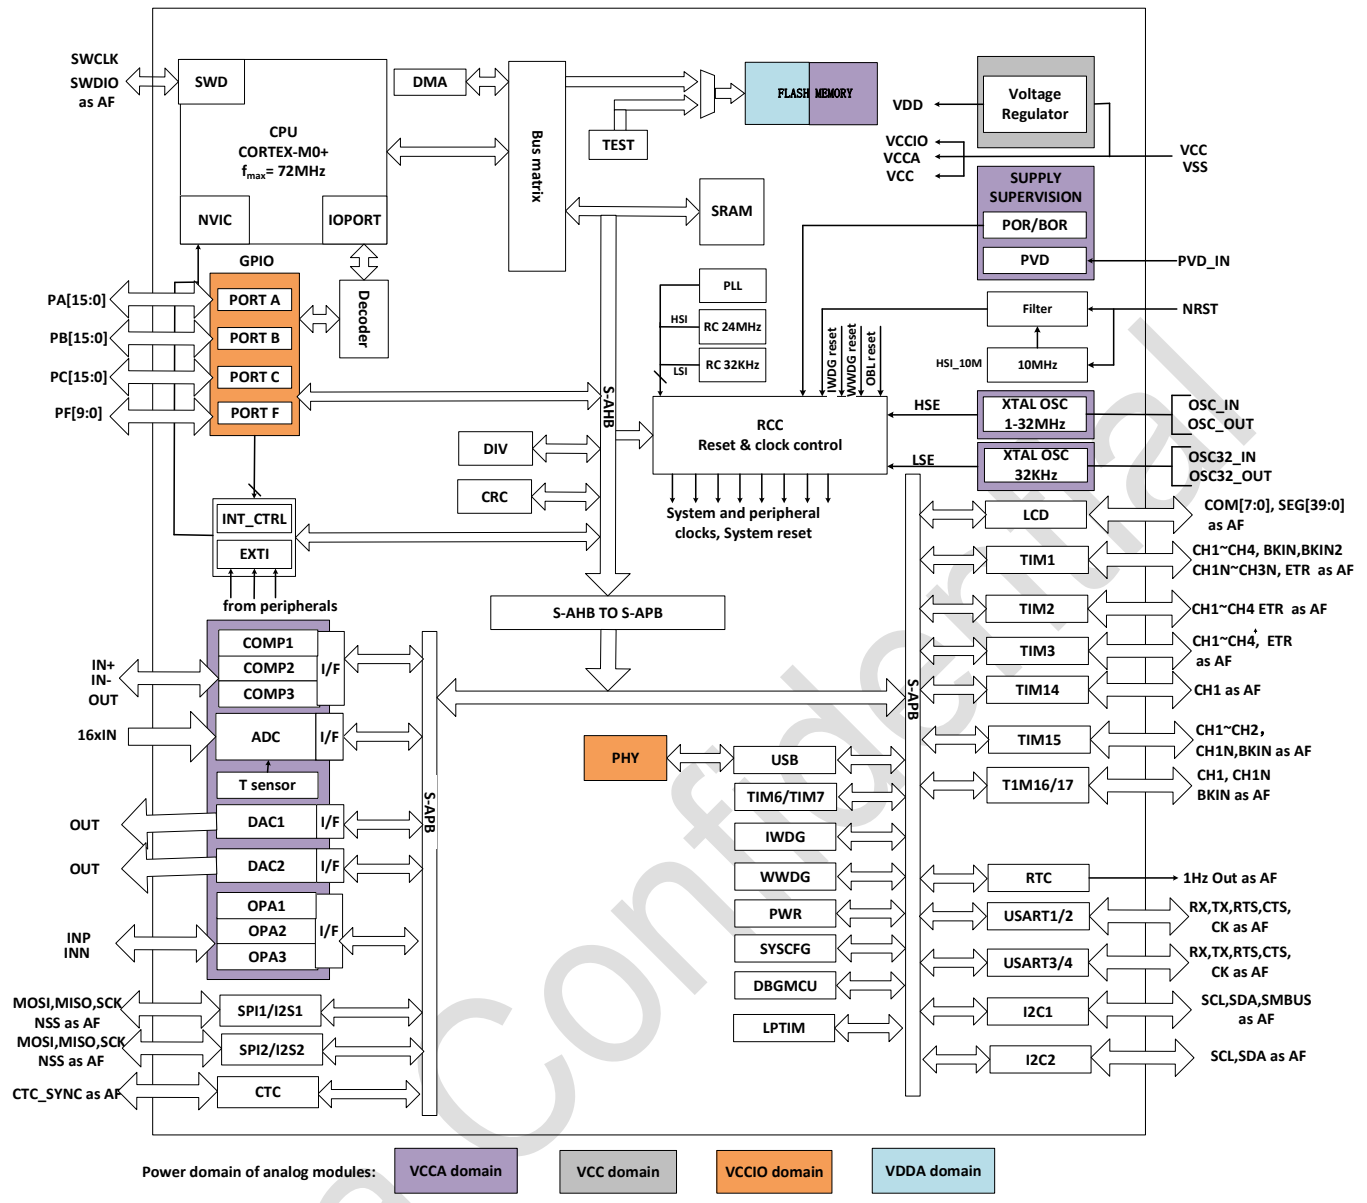 SWCLK
SWDIO
as AF
SWD
CPU
CORTEX-M0+
fmax= 72MHz
NVIC
IOPORT
DMA
Bus matrix
TEST
FLASH MEMORY
SRAM
VDD
VCCIO
VCCA
VCC
Voltage
Regulator
VCC
VSS
SUPPLY
SUPERVISION
POR/BOR
PVD
PVD_IN
GPIO
PORT A
PORT B
PORT C
PORT F
PA[15:0]
PB[15:0]
PC[15:0]
PF[9:0]
Decoder
PLL
HSI
RC 24MHz
LSI
RC 32KHz
IWDG reset
WWDG reset
OBL reset
Filter
NRST
HSI_10M
10MHz
S-AHB
RCC
Reset & clock control
HSE
XTAL OSC
1-32MHz
OSC_IN
OSC_OUT
LSE
XTAL OSC
32KHz
OSC32_IN
OSC32_OUT
DIV
CRC
System and peripheral
clocks, System reset
INT_CTRL
EXTI
from peripherals
S-AHB TO S-APB
LCD
COM[7:0], SEG[39:0]
as AF
TIM1
CH1~CH4, BKIN,BKIN2
CH1N~CH3N, ETR as AF
TIM2
CH1~CH4 ETR as AF
TIM3
CH1~CH4, ETR
as AF
TIM14
CH1 as AF
TIM15
CH1~CH2,
CH1N,BKIN as AF
T1M16/17
CH1, CH1N
BKIN as AF
S-APB
RTC
1Hz Out as AF
USART1/2
RX,TX,RTS,CTS,
CK as AF
USART3/4
RX,TX,RTS,CTS,
CK as AF
I2C1
SCL,SDA,SMBUS
as AF
I2C2
SCL,SDA as AF
PHY
USB
TIM6/TIM7
IWDG
WWDG
PWR
SYSCFG
DBGMCU
LPTIM
IN+
IN-
OUT
COMP1
COMP2
COMP3
I/F
16xIN
ADC
I/F
T sensor
OUT
DAC1
I/F
OUT
DAC2
I/F
INP
INN
OPA1
OPA2
OPA3
I/F
S-APB
MOSI,MISO,SCK
NSS as AF
SPI1/I2S1
MOSI,MISO,SCK
NSS as AF
SPI2/I2S2
CTC_SYNC as AF
CTC
Power domain of analog modules:
VCCA domain
VCC domain
VCCIO domain
VDDA domain
a Confidential